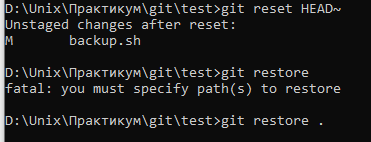 D:\Unix\Практикум\git\test>git reset HEAD~
Unstaged changes after reset:
M       backup.sh
D:\Unix\Практикум\git\test>git restore
fatal: you must specify path(s) to restore
D:\Unix\Практикум\git\test>git restore .